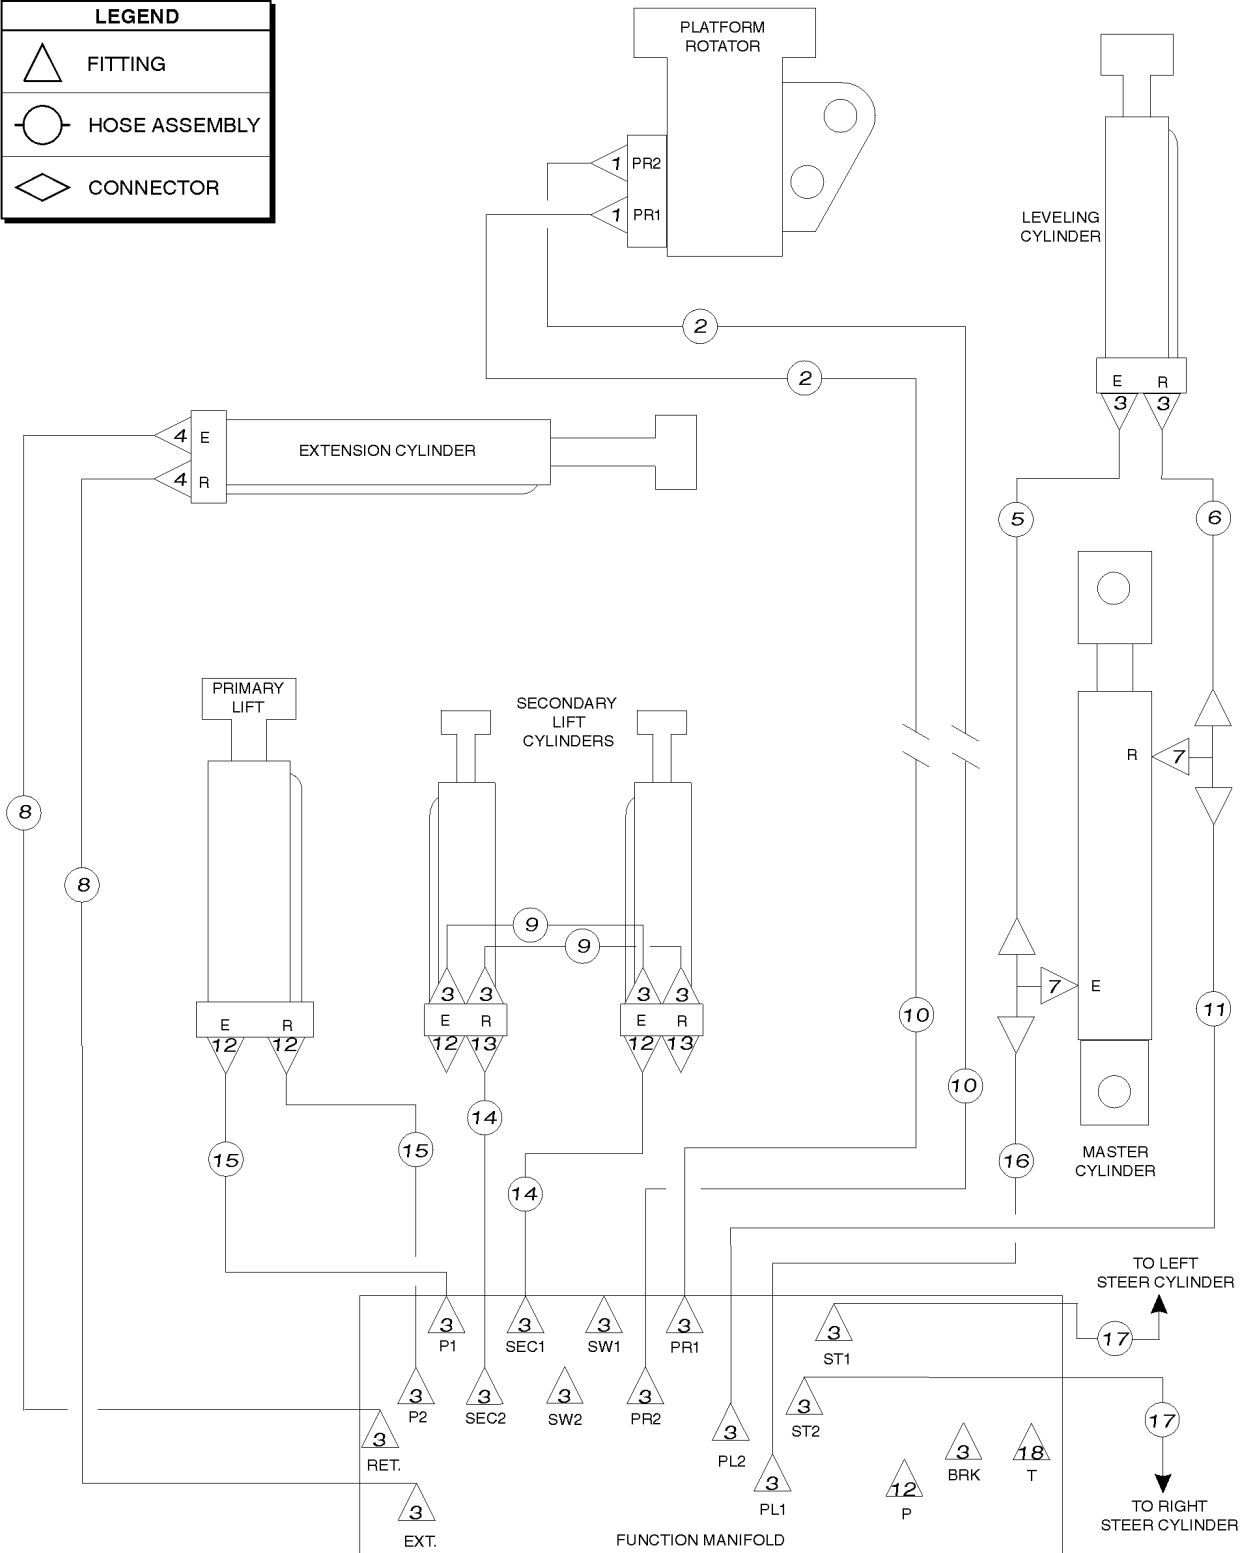 LEGEND
FITTING
HOSE ASSEMBLY
CONNECTOR
PLATFORM
ROTATOR
1 PR2
1 PR1
LEVELING
CYLINDER
2
2
E R
3 3
4 E
EXTENSION CYLINDER
4 R
5
6
PRIMARY
LIFT
SECONDARY
LIFT
CYLINDERS
R 7
8
8
9
9
7 E
3 3
3 3
10
11
E R
12 12
E R
12 13
E R
12 13
10
14
15
15
16
MASTER
CYLINDER
14
TO LEFT
STEER CYLINDER
17
3
P1
3
SEC1
3
SW1
3
PR1
3
ST1
3
P2
3
SEC2
3
SW2
3
PR2
3
ST2
17
3
RET.
3
PL2
3
BRK
18
T
3
PL1
12
P
3
EXT.
TO RIGHT
STEER CYLINDER
FUNCTION MANIFOLD